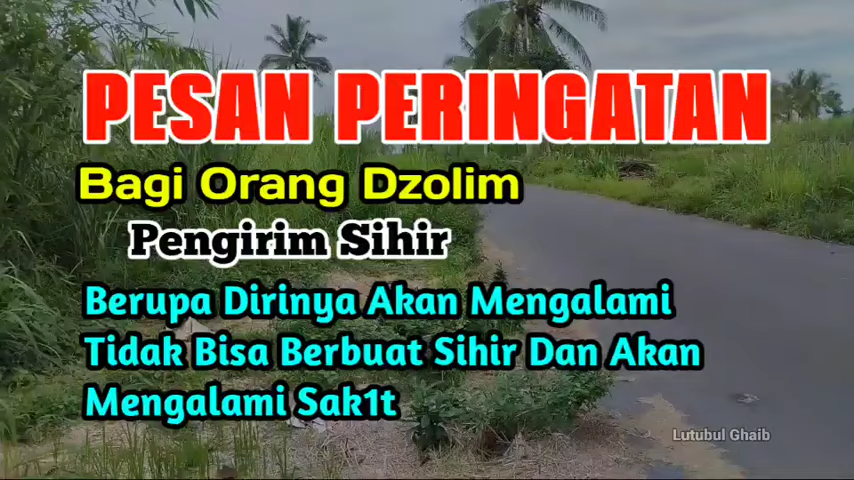 PESAN PERINGATAN
Bagi Orang Dzolim
Pengirim Sihir
Berupa Dirinya Akan Mengalami
Tidak Bisa Berbuat Sihir Dan Akan
Mengalami Sak1t
Lutubul Ghaib